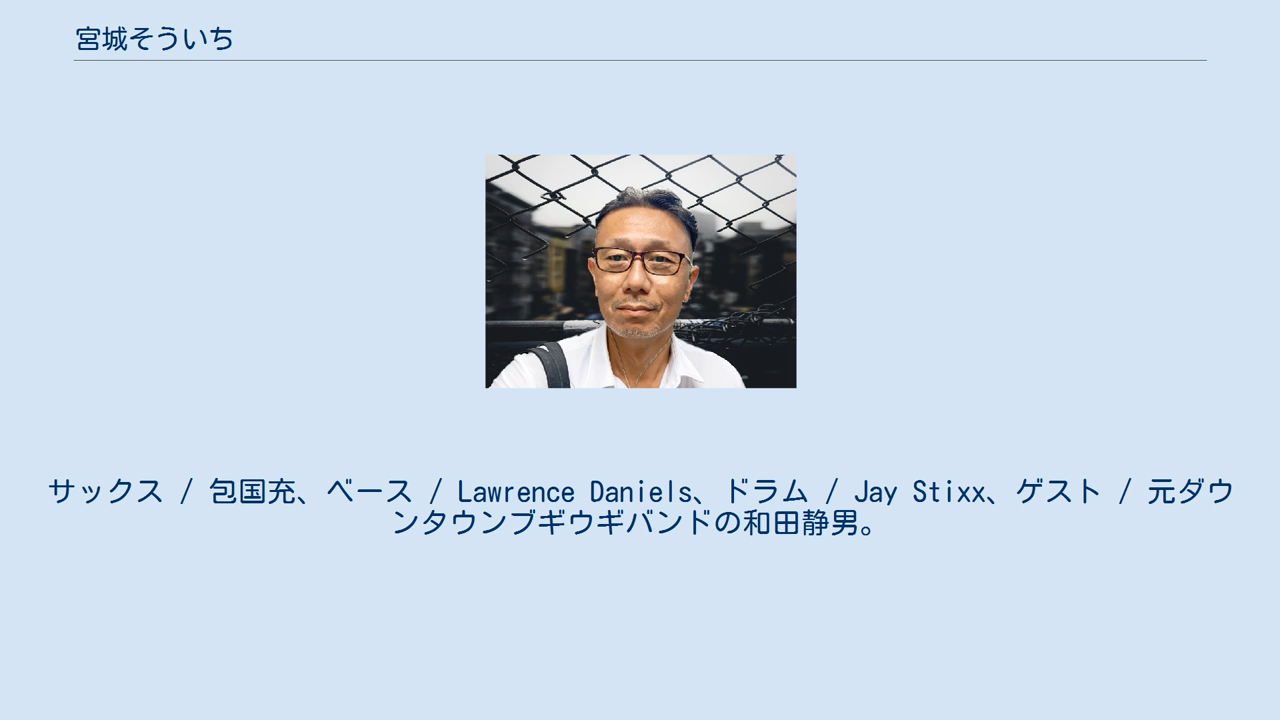 宮城そういち
サックス / 包国充、ベース / Lawrence Daniels、ドラム / Jay Stixx、ゲスト / 元ダウ
ンタウンブギウギバンドの和田静男。